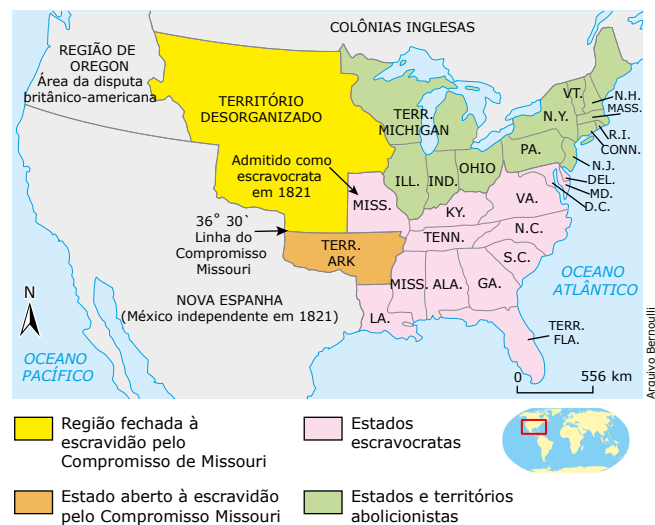 COLÔNIAS INGLESAS
REGIÃO DE
OREGON
Área da disputa
britânico-americana
TERRITÓRIO
DESORGANIZADO
TERR.
MICHIGAN
VT.
N.H.
MASS.
N.Y.
R.I.
CONN.
PA.
N.J.
DEL.
MD.
D.C.
OHIO
IND.
ILL.
Admitido como
escravocrata
em 1821
MISS.
KY.
VA.
36° 30`
Linha do
Compromisso
Missouri
TERR.
ARK
TENN.
N.C.
S.C.
MISS.
ALA.
GA.
LA.
TERR.
FLA.
NOVA ESPANHA
(México independente em 1821)
N
OCEANO
PACÍFICO
OCEANO
ATLÂNTICO
0 556 km
Arquivo Bernoulli
Região fechada à
escravidão pelo
Compromisso de Missouri
Estados
escravocratas
Estado aberto à escravidão
pelo Compromisso Missouri
Estados e territórios
abolicionistas